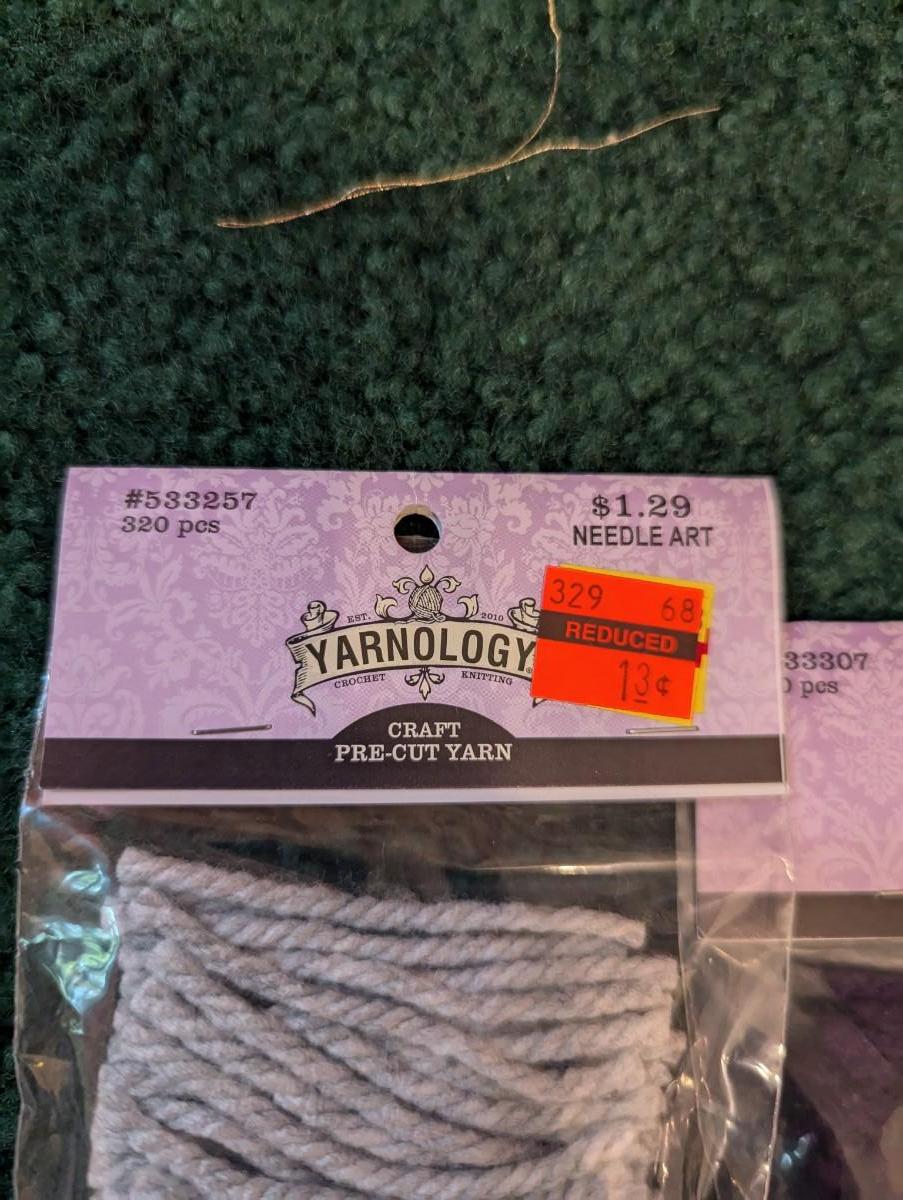 #533257
320 pcs
$1.29
NEEDLE ART
EST. 2010
YARNOLOGY
CROCHET KNITTING
CRAFT
PRE-CUT YARN
329 68
REDUCED
13¢
33307
pcs